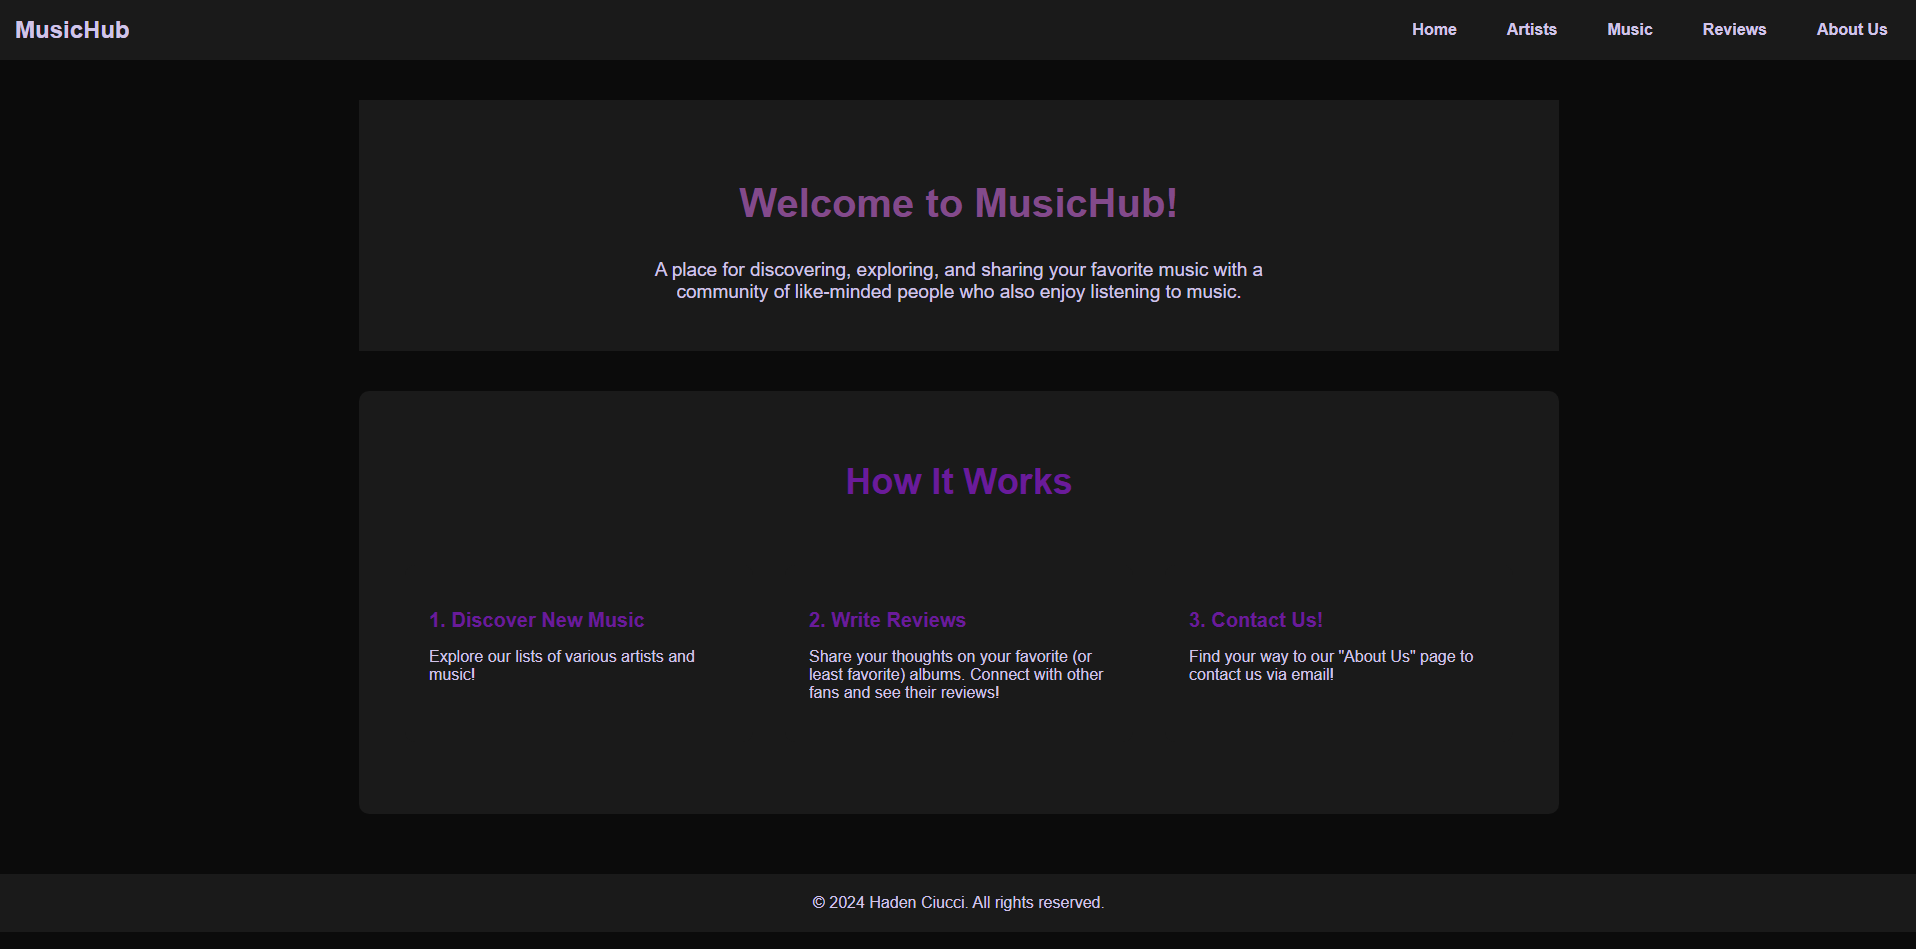 MusicHub
Home
Artists
Music
Reviews
About Us
Welcome to MusicHub!
A place for discovering, exploring, and sharing your favorite music with a
community of like-minded people who also enjoy listening to music.
How It Works
1. Discover New Music
Explore our lists of various artists and
music!
2. Write Reviews
Share your thoughts on your favorite (or
least favorite) albums. Connect with other
fans and see their reviews!
3. Contact Us!
Find your way to our "About Us" page to
contact us via email!
© 2024 Haden Ciucci. All rights reserved.